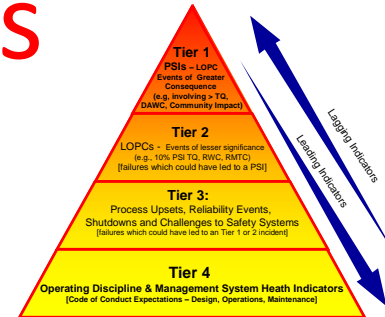 S
Tier 1
PSIs – LOPC
Events of Greater
Consequence
(e.g, involving > TQ,
DAWC, Community Impact)
Tier 2
LOPCs - Events of lesser significance
(e.g., 10% PSI TQ, RWC, RMTC)
[failures which could have led to a PSI]
Tier 3:
Process Upsets, Reliability Events,
Shutdowns and Challenges to Safety Systems
[failures which could have led to an Tier 1 or 2 incident]
Tier 4
Operating Discipline & Management System Heath Indicators
[Code of Conduct Expectations – Design, Operations, Maintenance]
Lagging Indicators
Leading Indicators